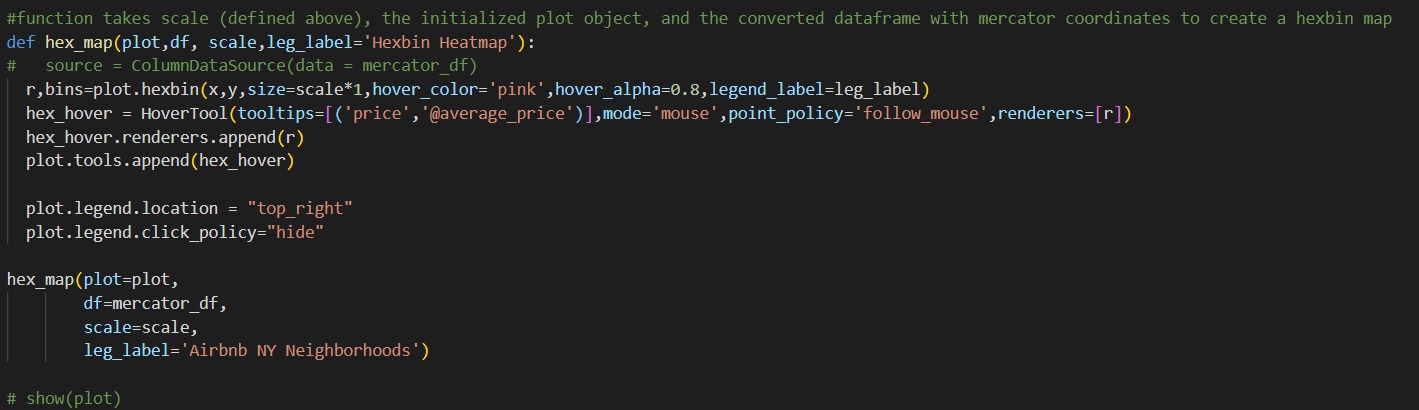 #function takes scale (defined above), the initialized plot object, and the converted dataframe with mercator coordinates to create a hexbin map
def hex_map(plot,df, scale,leg_label='Hexbin Heatmap'):
#   source = ColumnDataSource(data = mercator_df)
  r,bins=plot.hexbin(x,y,size=scale*1,hover_color='pink',hover_alpha=0.8,legend_label=leg_label)
  hex_hover = HoverTool(tooltips=[('price','@average_price')],mode='mouse',point_policy='follow_mouse',renderers=[r])
  hex_hover.renderers.append(r)
  plot.tools.append(hex_hover)

  plot.legend.location = "top_right"
  plot.legend.click_policy="hide"

hex_map(plot=plot,
        df=mercator_df,
        scale=scale,
        leg_label='Airbnb NY Neighborhoods')

# show(plot)